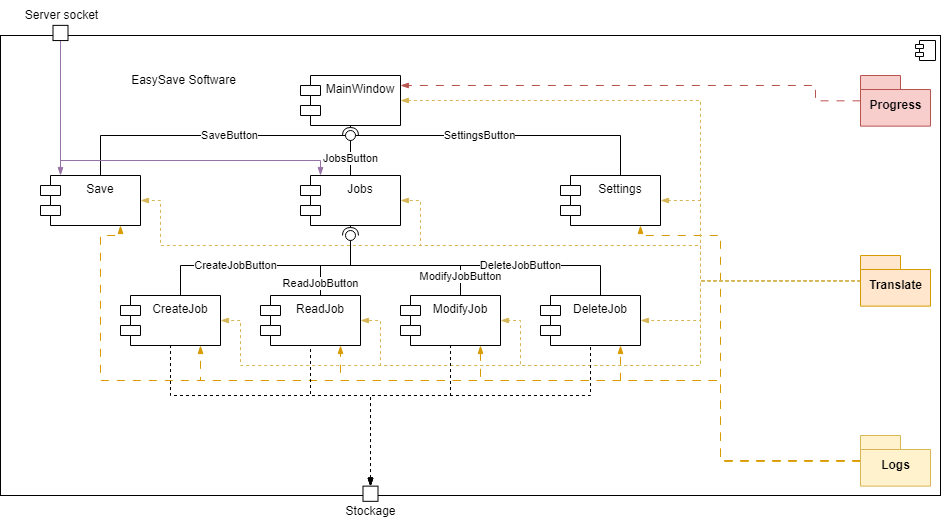 Server socket
EasySave Software
MainWindow
Progress
SaveButton
SettingsButton
JobsButton
Save
Jobs
Settings
CreateJobButton
DeleteJobButton
ModifyJobButton
ReadJobButton
Translate
CreateJob
ReadJob
ModifyJob
DeleteJob
Logs
Stockage